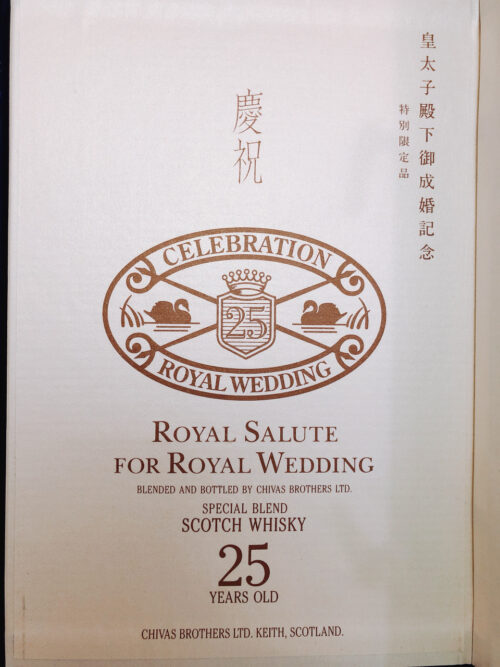 皇太子殿下御成婚記念
特別限定品
慶祝
CELEBRATION
25
ROYAL WEDDING
ROYAL SALUTE
FOR ROYAL WEDDING
BLENDED AND BOTTLED BY CHIVAS BROTHERS LTD.
SPECIAL BLEND
SCOTCH WHISKY
25
YEARS OLD
CHIVAS BROTHERS LTD. KEITH, SCOTLAND.